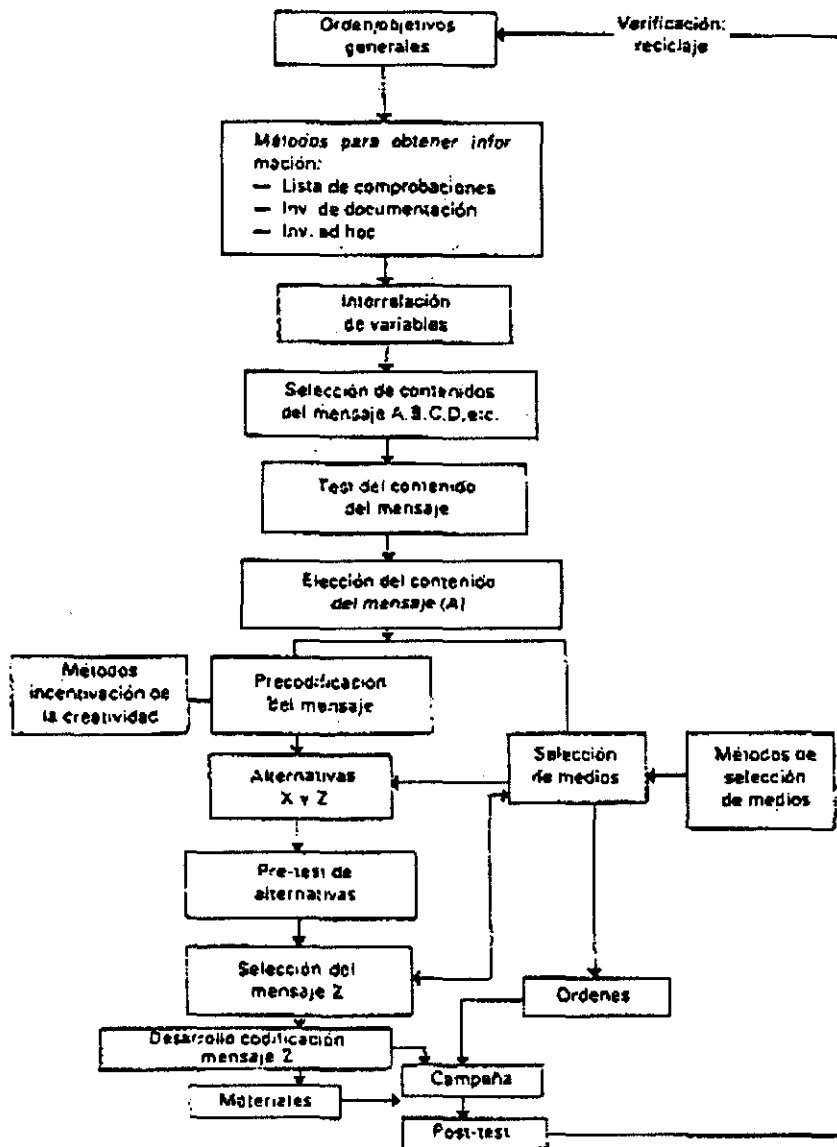 Orden/objetivos
generales
Verificación:
reciclaje
Métodos para obtener infor
mación:
— Lista de comprobaciones
— Inv. de documentación
— Inv. ad hoc
Interrelación
de variables
Selección de contenidos
del mensaje A.B.C.D.etc.
Test del contenido
del mensaje
Elección del contenido
del mensaje (A)
Métodos
incentivación de
la creatividad
Precodificación
del mensaje
Alternativas
X y Z
Selección
de medios
Métodos de
selección
de medios
Pre-test de
alternativas
Selección del
mensaje Z
Ordenes
Desarrollo codificación
mensaje Z
Materiales
Campaña
Post-test